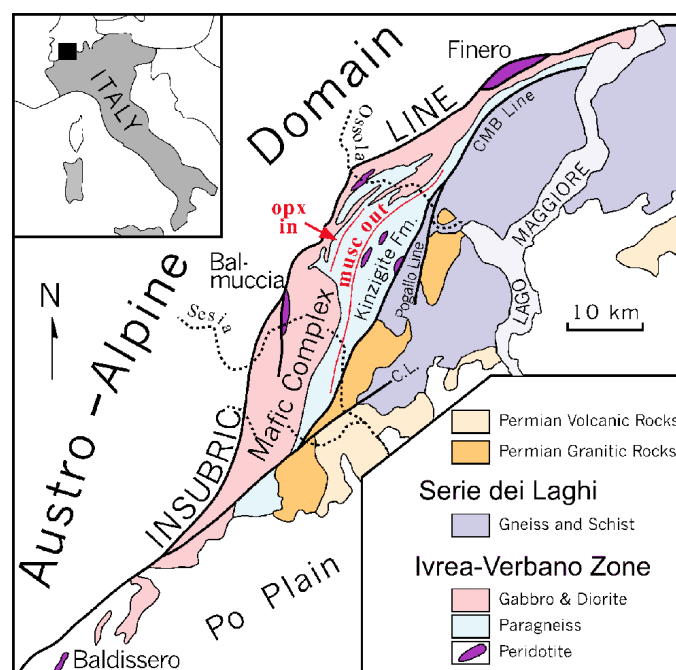 ITALY
Austro-Alpine
Domain
INSUBRIC
LINE
Finero
Ossola
CMB Line
opx
in
musc out
Kinzigite Fm.
Pogallo Line
LAGO
MAGGIORE
Bal-
muccia
Sesia
Mafic Complex
C.L.
N
10 km
Po Plain
Baldissero
Permian Volcanic Rocks
Permian Granitic Rocks
Serie dei Laghi
Gneiss and Schist
Ivrea-Verbano Zone
Gabbro & Diorite
Paragneiss
Peridotite